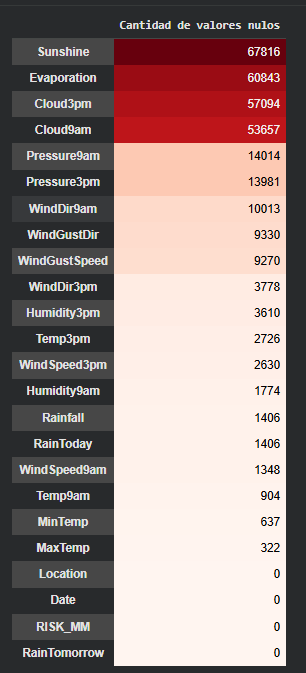 Cantidad de valores nulos
Sunshine 67816
Evaporation 60843
Cloud3pm 57094
Cloud9am 53657
Pressure9am 14014
Pressure3pm 13981
WindDir9am 10013
WindGustDir 9330
WindGustSpeed 9270
WindDir3pm 3778
Humidity3pm 3610
Temp3pm 2726
WindSpeed3pm 2630
Humidity9am 1774
Rainfall 1406
RainToday 1406
WindSpeed9am 1348
Temp9am 904
MinTemp 637
MaxTemp 322
Location 0
Date 0
RISK_MM 0
RainTomorrow 0